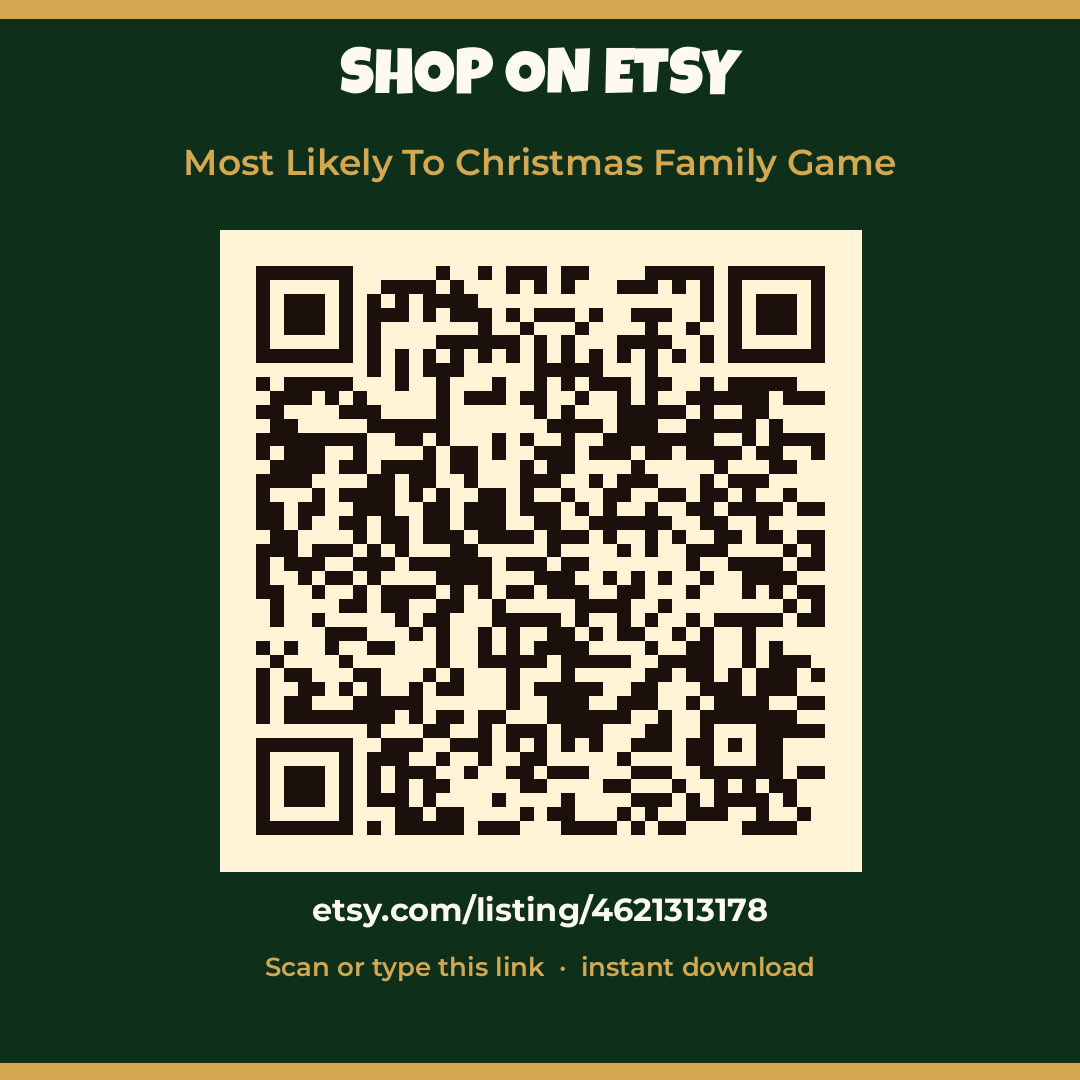 SHOP ON ETSY
Most Likely To Christmas Family Game
etsy.com/listing/4621313178
Scan or type this link · instant download